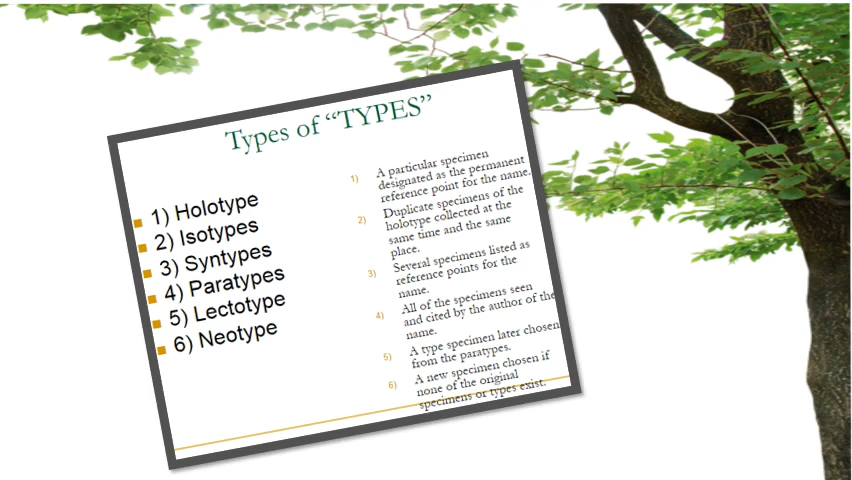 Types of “TYPES”
1) Holotype
2) Isotypes
3) Syntypes
4) Paratypes
5) Lectotype
6) Neotype
1) A particular specimen
designated as the permanent
reference point for the name.
2) Duplicate specimens of the
holotype collected at the
same time and the same
place.
3) Several specimens listed as
reference points for the
name.
4) All of the specimens seen
and cited by the author of the
name.
5) A type specimen later chosen
from the paratypes.
6) A new specimen chosen if
none of the original
specimens or types exist.